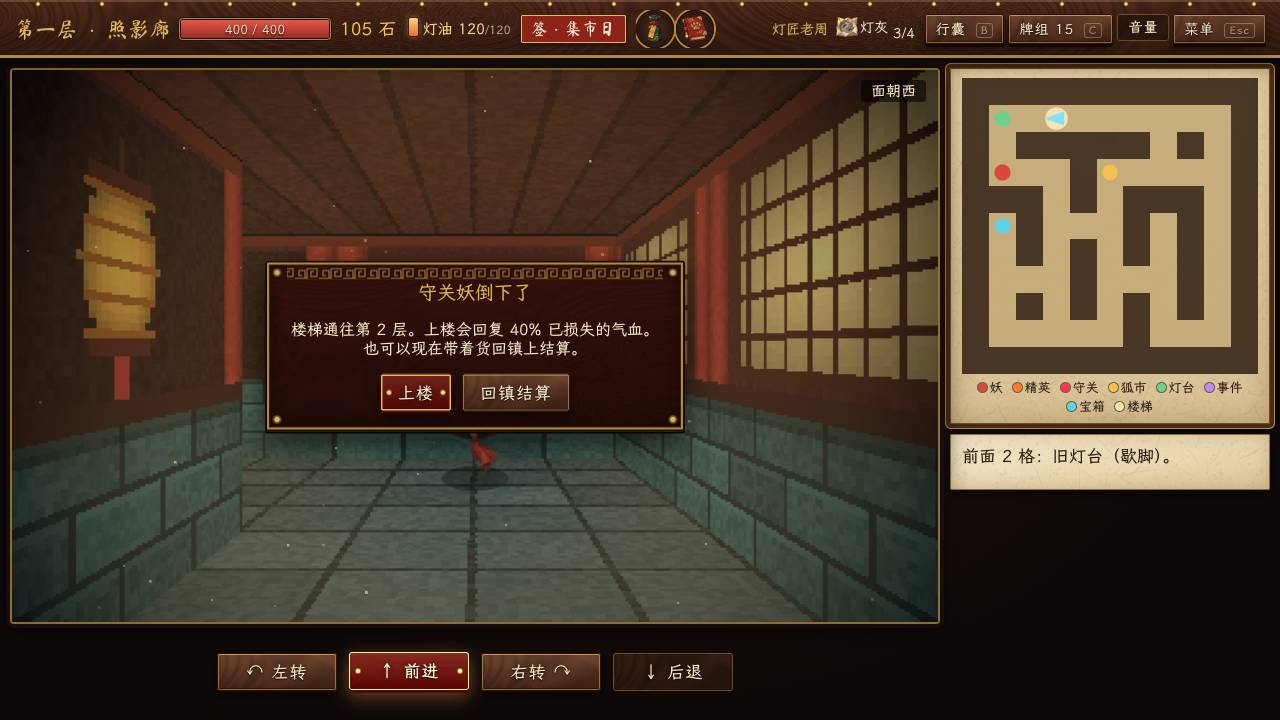 第一层 · 照影廊
400 / 400
105 石
灯油 120/120
签 · 集市日
灯匠老周
灯灰 3/4
行囊 B
牌组 15 C
音量
菜单 Esc
面朝西
守关妖倒下了
楼梯通往第 2 层。上楼会回复 40% 已损失的气血。
也可以现在带着货回镇上结算。
上楼
回镇结算
妖 精英 守关 狐市 灯台 事件
宝箱 楼梯
前面 2 格：旧灯台（歇脚）。
↶ 左转
↑ 前进
右转 ↷
↓ 后退